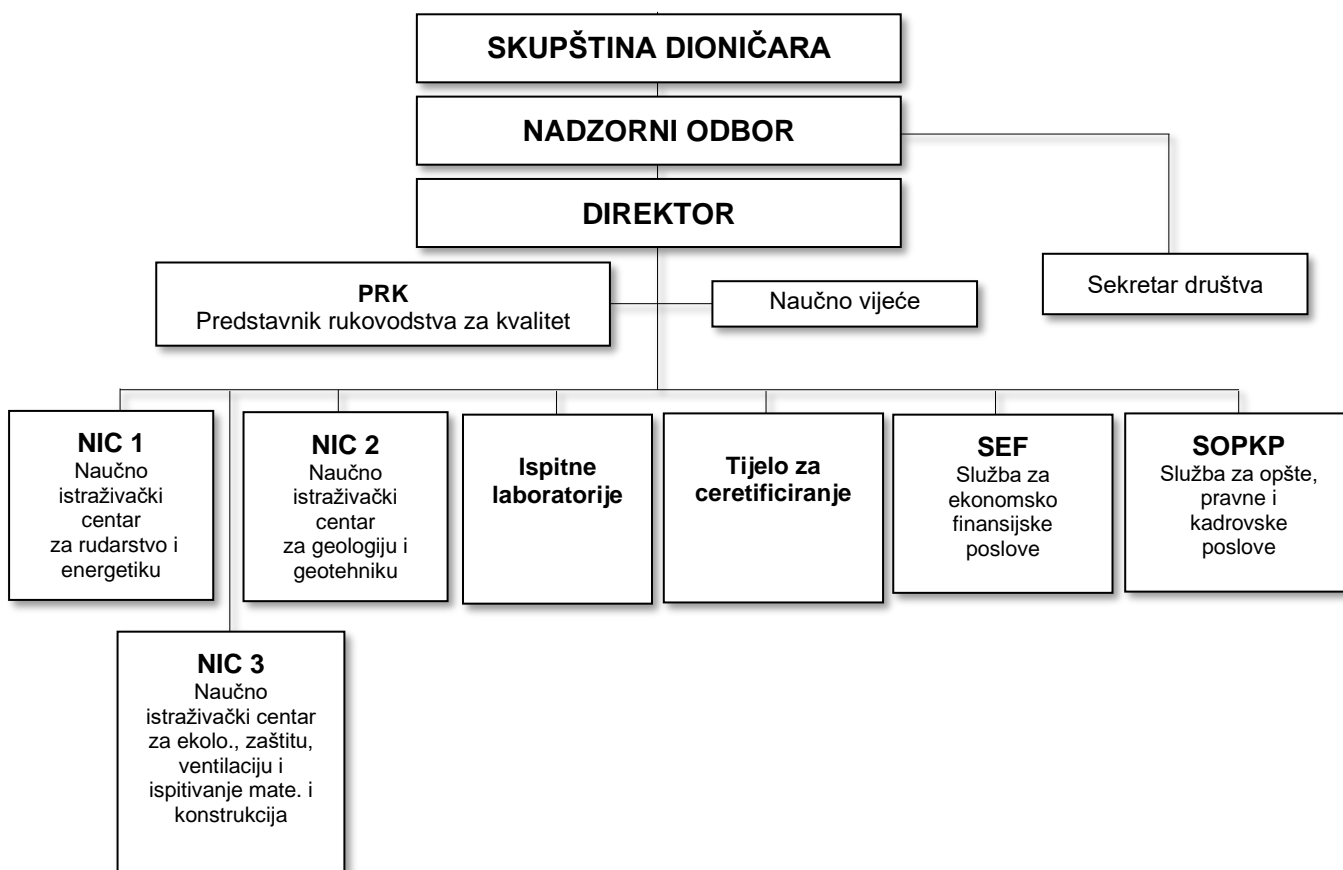 SKUPŠTINA DIONIČARA
NADZORNI ODBOR
DIREKTOR
PRK
Predstavnik rukovodstva za kvalitet
Naučno vijeće
Sekretar društva
NIC 1
Naučno
istraživački
centar
za rudarstvo i
energetiku
NIC 2
Naučno
istraživački
centar
za geologiju i
geotehniku
Ispitne
laboratorije
Tijelo za
ceretificiranje
SEF
Služba za
ekonomsko
finansijske
poslove
SOPKP
Služba za opšte,
pravne i
kadrovske
poslove
NIC 3
Naučno
istraživački centar
za ekolo., zaštitu,
ventilaciju i
ispitivanje mate. i
konstrukcija